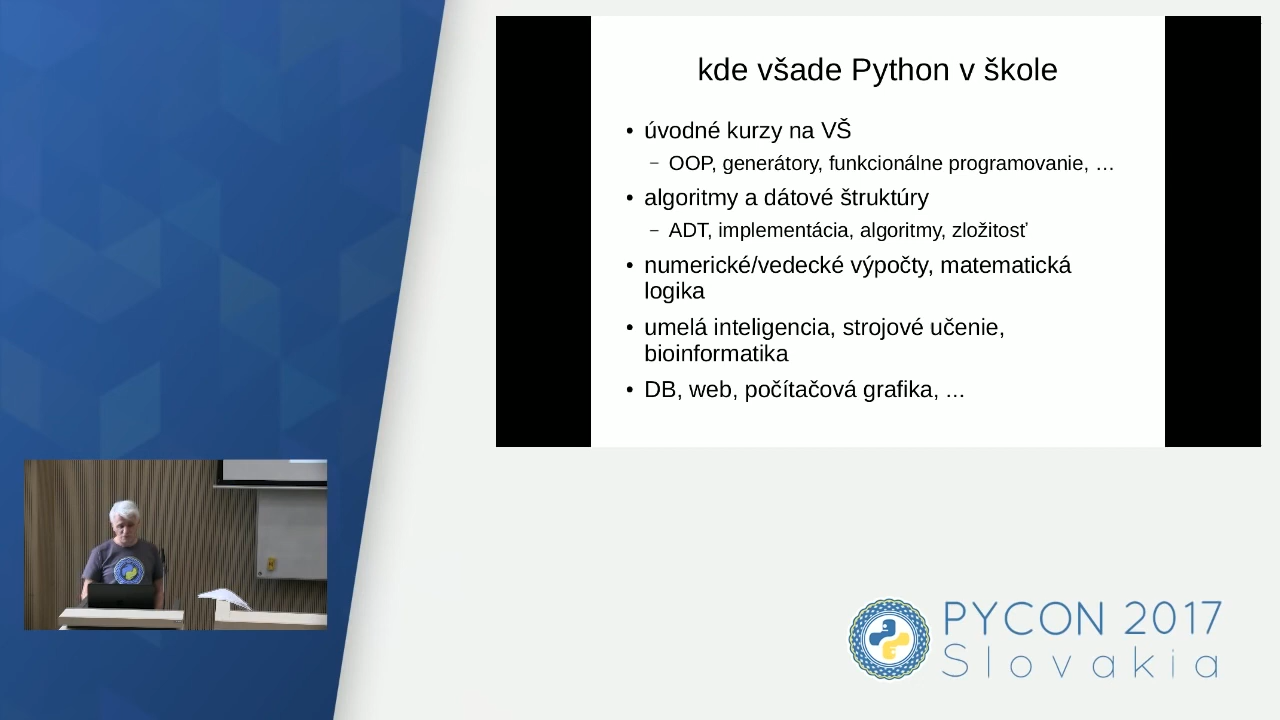 kde všade Python v škole
• úvodné kurzy na VŠ
– OOP, generátory, funkcionálne programovanie, …
• algoritmy a dátové štruktúry
– ADT, implementácia, algoritmy, zložitosť
• numerické/vedecké výpočty, matematická
logika
• umelá inteligencia, strojové učenie,
bioinformatika
• DB, web, počítačová grafika, ...
PYCON 2017
Slovakia